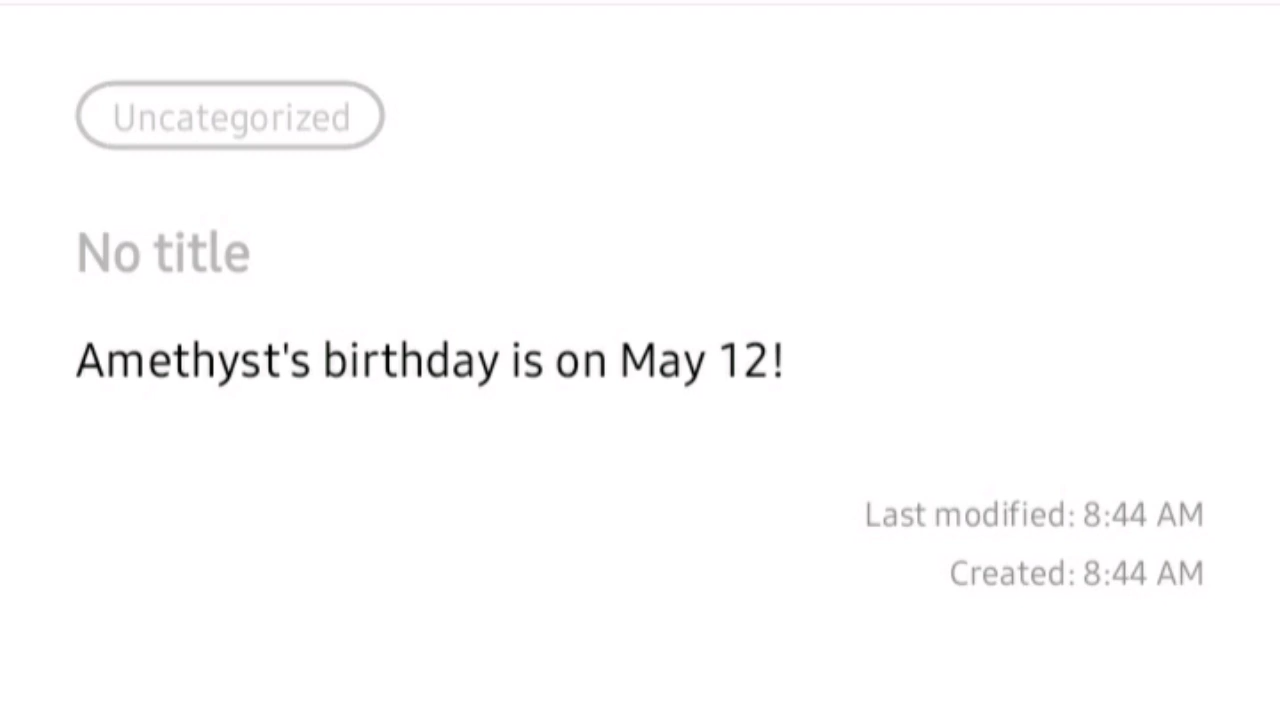 Uncategorized
No title
Amethyst's birthday is on May 12!
Last modified: 8:44 AM
Created: 8:44 AM